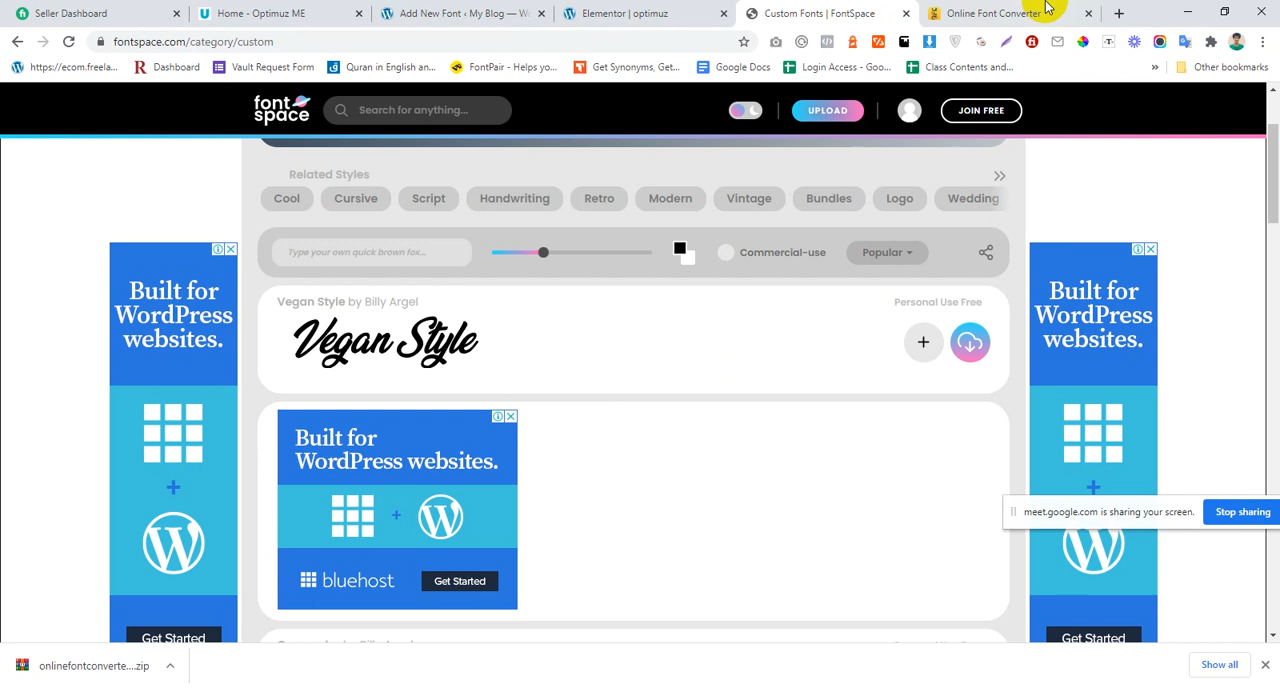 Seller Dashboard
Home - Optimuz ME
Add New Font ‹ My Blog — W
Elementor | optimuz
Custom Fonts | FontSpace
Online Font Converter
fontspace.com/category/custom
https://ecom.freela...
Dashboard
Vault Request Form
Quran in English an...
FontPair - Helps yo...
Get Synonyms, Get...
Google Docs
Login Access - Goo...
Class Contents and...
Other bookmarks
font space
Search for anything...
UPLOAD
JOIN FREE
Related Styles
Cool
Cursive
Script
Handwriting
Retro
Modern
Vintage
Bundles
Logo
Wedding
Type your own quick brown fox...
Commercial-use
Popular
Vegan Style by Billy Argel
Personal Use Free
Vegan Style
Built for
WordPress
websites.
Get Started
Built for
WordPress websites.
bluehost
Get Started
Built for
WordPress
websites.
Get Started
meet.google.com is sharing your screen.
Stop sharing
onlinefontconverte....zip
Show all